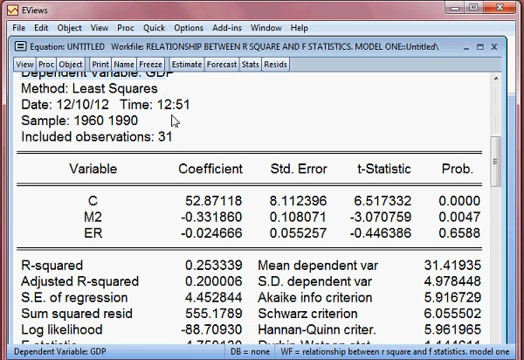 EViews
File Edit Object View Proc Quick Options Add-ins Window Help
Equation: UNTITLED Workfile: RELATIONSHIP BETWEEN R SQUARE AND F STATISTICS. MODEL ONE::Untitled\
View Proc Object Print Name Freeze Estimate Forecast Stats Resids
Dependent Variable: GDP
Method: Least Squares
Date: 12/10/12 Time: 12:51
Sample: 1960 1990
Included observations: 31
Variable Coefficient Std. Error t-Statistic Prob.
C 52.87118 8.112396 6.517332 0.0000
M2 -0.331860 0.108071 -3.070759 0.0047
ER -0.024666 0.055257 -0.446386 0.6588
R-squared 0.253339 Mean dependent var 31.41935
Adjusted R-squared 0.200006 S.D. dependent var 4.978448
S.E. of regression 4.452844 Akaike info criterion 5.916729
Sum squared resid 555.1789 Schwarz criterion 6.055502
Log likelihood -88.70930 Hannan-Quinn criter. 5.961965
Dependent Variable: GDP DB = none WF = relationship between r square and f statistics. model one